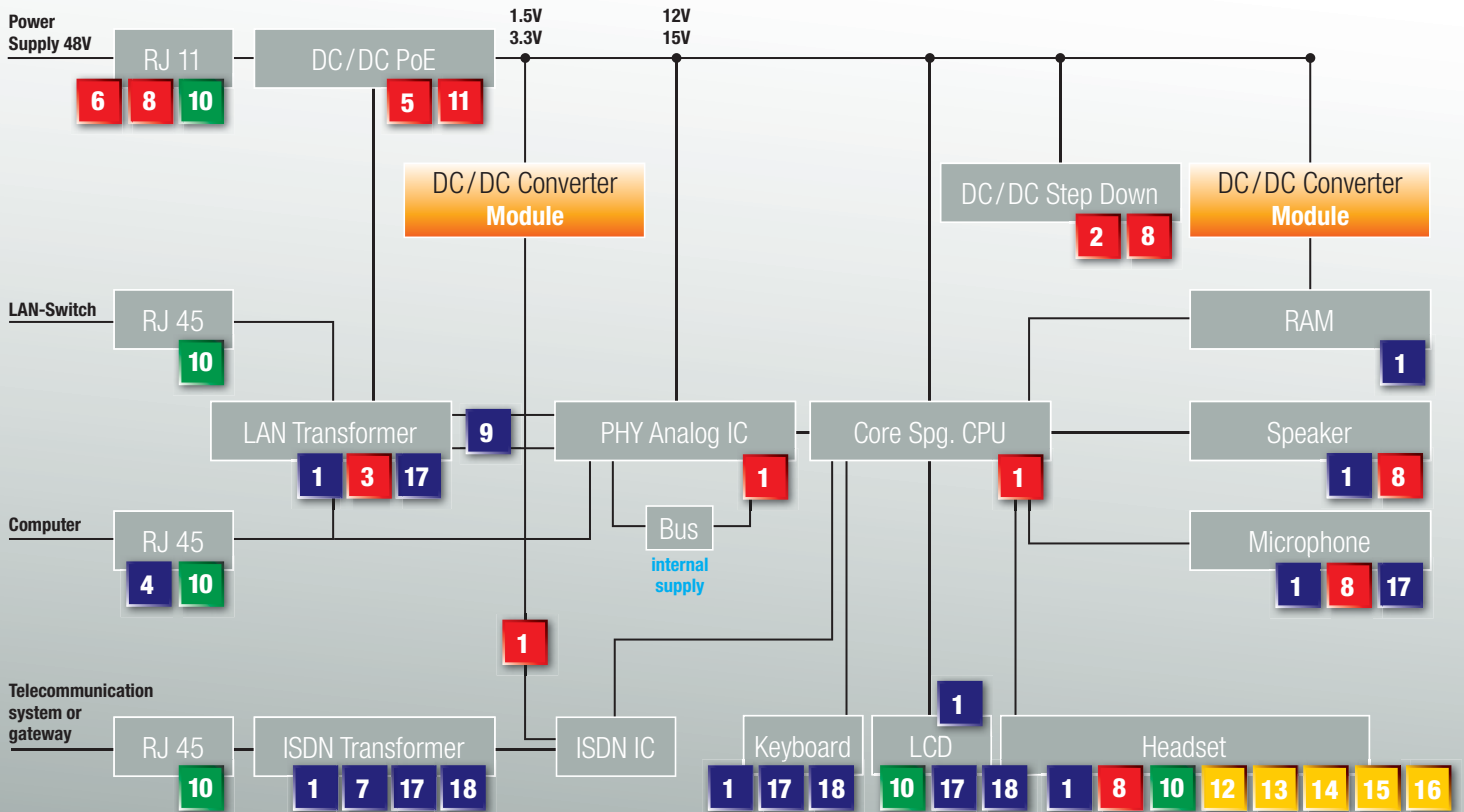 Power
Supply 48V
RJ 11
6 8 10
DC/DC PoE
5 11
1.5V
3.3V
12V
15V
DC/DC Converter
Module
DC/DC Step Down
2 8
DC/DC Converter
Module
LAN-Switch
RJ 45
10
RAM
1
LAN Transformer
1 3 17
9
PHY Analog IC
1
Core Spg. CPU
1
Speaker
1 8
Bus
internal
supply
Computer
RJ 45
4 10
Microphone
1 8 17
1
Telecommunication
system or
gateway
RJ 45
10
ISDN Transformer
1 7 17 18
ISDN IC
Keyboard
1 17 18
1
LCD
10 17 18
Headset
1 8 10 12 13 14 15 16